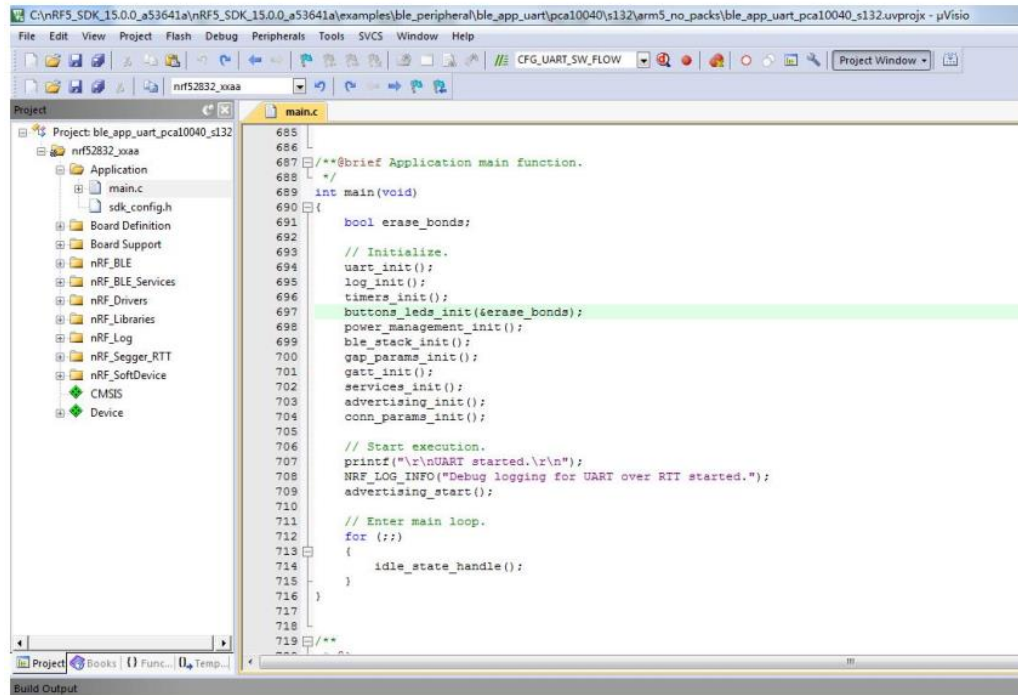 C:\nRF5_SDK_15.0.0_a53641a\nRF5_SDK_15.0.0_a53641a\examples\ble_peripheral\ble_app_uart\pca10040\s132\arm5_no_packs\ble_app_uart_pca10040_s132.uvprojx - µVisio
File Edit View Project Flash Debug Peripherals Tools SVCS Window Help
CFG_UART_SW_FLOW Project Window
nrf52832_xxaa
Project main.c
Project: ble_app_uart_pca10040_s132
nrf52832_xxaa
Application
main.c
sdk_config.h
Board Definition
Board Support
nRF_BLE
nRF_BLE_Services
nRF_Drivers
nRF_Libraries
nRF_Log
nRF_Segger_RTT
nRF_SoftDevice
CMSIS
Device
685
686
687 /**@brief Application main function.
688 */
689 int main(void)
690 {
691 bool erase_bonds;
692
693 // Initialize.
694 uart_init();
695 log_init();
696 timers_init();
697 buttons_leds_init(&erase_bonds);
698 power_management_init();
699 ble_stack_init();
700 gap_params_init();
701 gatt_init();
702 services_init();
703 advertising_init();
704 conn_params_init();
705
706 // Start execution.
707 printf("\r\nUART started.\r\n");
708 NRF_LOG_INFO("Debug logging for UART over RTT started.");
709 advertising_start();
710
711 // Enter main loop.
712 for (;;)
713 {
714 idle_state_handle();
715 }
716 }
717
718
719 /**
Project Books {} Func... 0 Temp...
Build Output